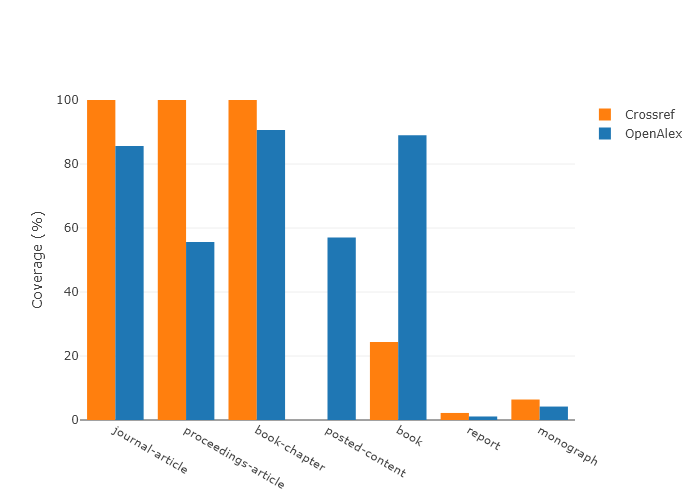 Crossref
OpenAlex
Coverage (%)
100
80
60
40
20
0
journal-article
proceedings-article
book-chapter
posted-content
book
report
monograph